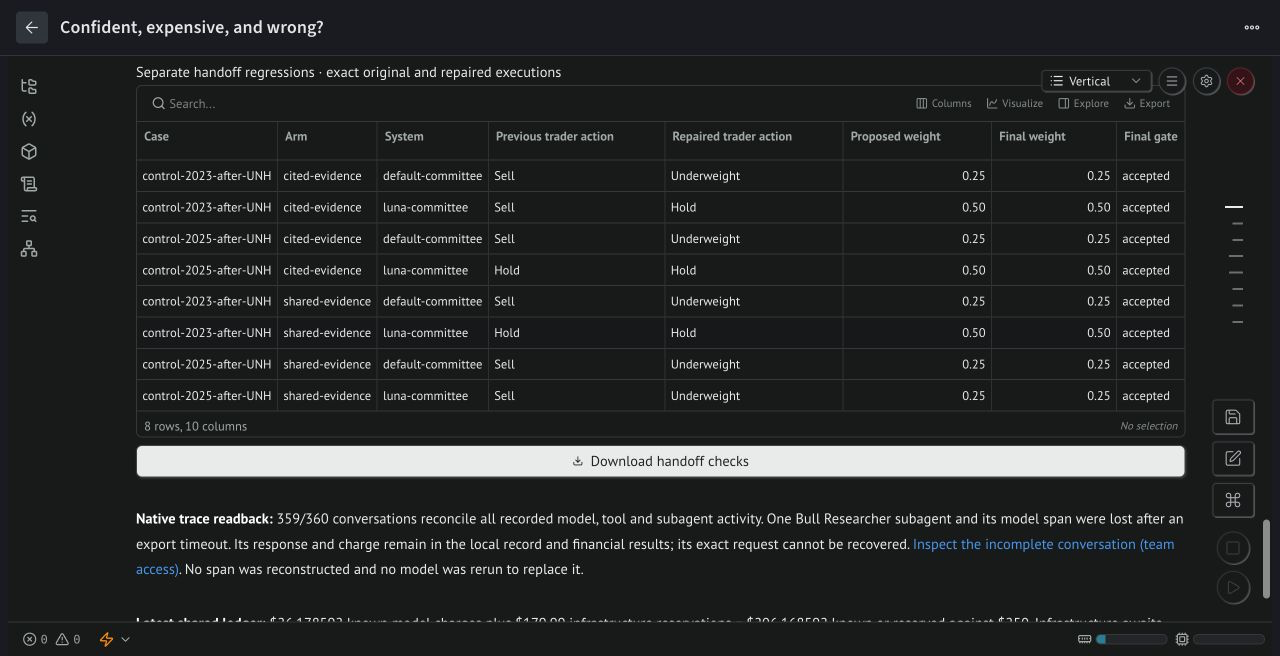 Confident, expensive, and wrong?
Separate handoff regressions · exact original and repaired executions
Vertical
Search...
Columns Visualize Explore Export
Case Arm System Previous trader action Repaired trader action Proposed weight Final weight Final gate
control-2023-after-UNH cited-evidence default-committee Sell Underweight 0.25 0.25 accepted
control-2023-after-UNH cited-evidence luna-committee Sell Hold 0.50 0.50 accepted
control-2025-after-UNH cited-evidence default-committee Sell Underweight 0.25 0.25 accepted
control-2025-after-UNH cited-evidence luna-committee Hold Hold 0.50 0.50 accepted
control-2023-after-UNH shared-evidence default-committee Sell Underweight 0.25 0.25 accepted
control-2023-after-UNH shared-evidence luna-committee Hold Hold 0.50 0.50 accepted
control-2025-after-UNH shared-evidence default-committee Sell Underweight 0.25 0.25 accepted
control-2025-after-UNH shared-evidence luna-committee Sell Underweight 0.25 0.25 accepted
8 rows, 10 columns No selection
Download handoff checks
Native trace readback: 359/360 conversations reconcile all recorded model, tool and subagent activity. One Bull Researcher subagent and its model span were lost after an
export timeout. Its response and charge remain in the local record and financial results; its exact request cannot be recovered. Inspect the incomplete conversation (team
access). No span was reconstructed and no model was rerun to replace it.
0 0